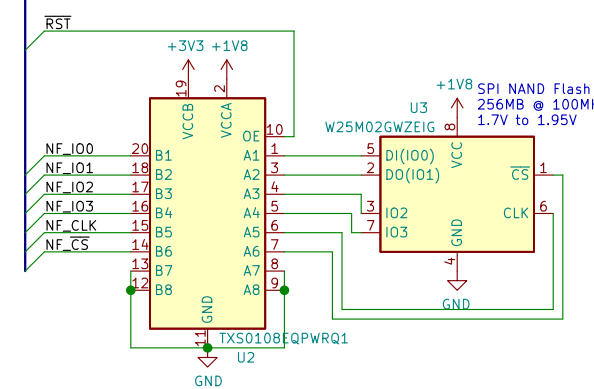 RST
+3V3 +1V8
19 2
VCCB VCCA
OE 10
NF_IO0 20 B1 A1 1
NF_IO1 18 B2 A2 3
NF_IO2 17 B3 A3 4
NF_IO3 16 B4 A4 5
NF_CLK 15 B5 A5 6
NF_CS 14 B6 A6 7
13 B7 A7 8
12 B8 A8 9
GND
11
TXS0108EQPWRQ1
U2
GND
+1V8
SPI NAND Flash
256MB @ 100MH
1.7V to 1.95V
U3
W25M02GWZEIG
8
VCC
5 DI(IO0)
2 DO(IO1)
3 IO2
7 IO3
CS 1
CLK 6
GND
4
GND